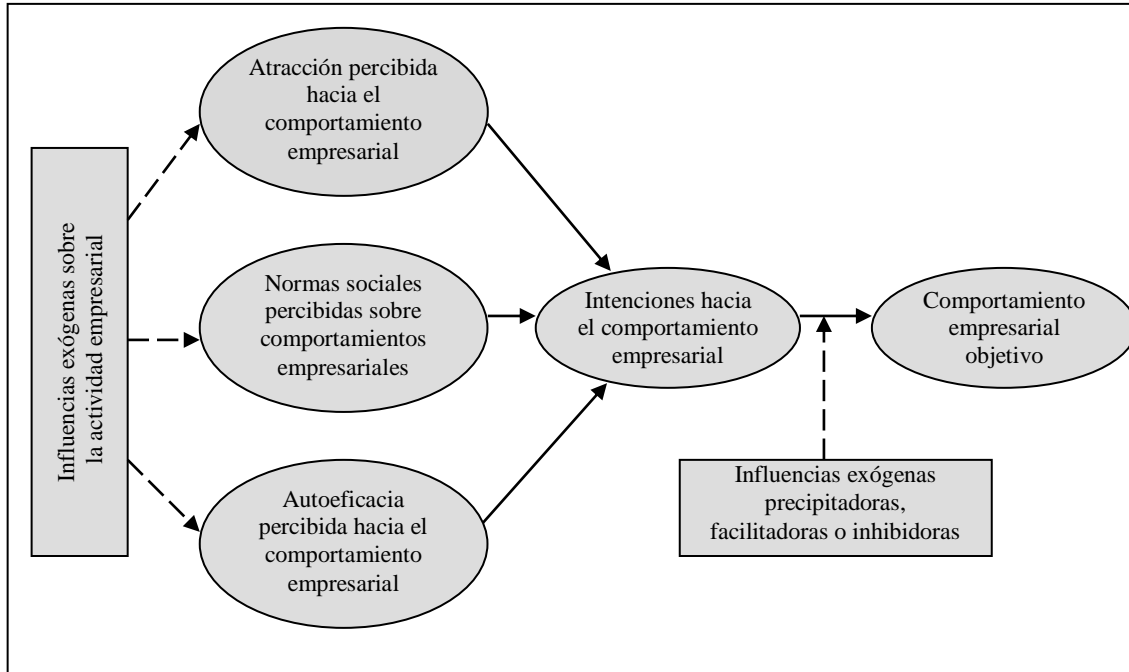 Influencias exógenas sobre
la actividad empresarial
Atracción percibida
hacia el
comportamiento
empresarial
Normas sociales
percibidas sobre
comportamientos
empresariales
Autoeficacia
percibida hacia el
comportamiento
empresarial
Intenciones hacia
el comportamiento
empresarial
Comportamiento
empresarial
objetivo
Influencias exógenas
precipitadoras,
facilitadoras o inhibidoras